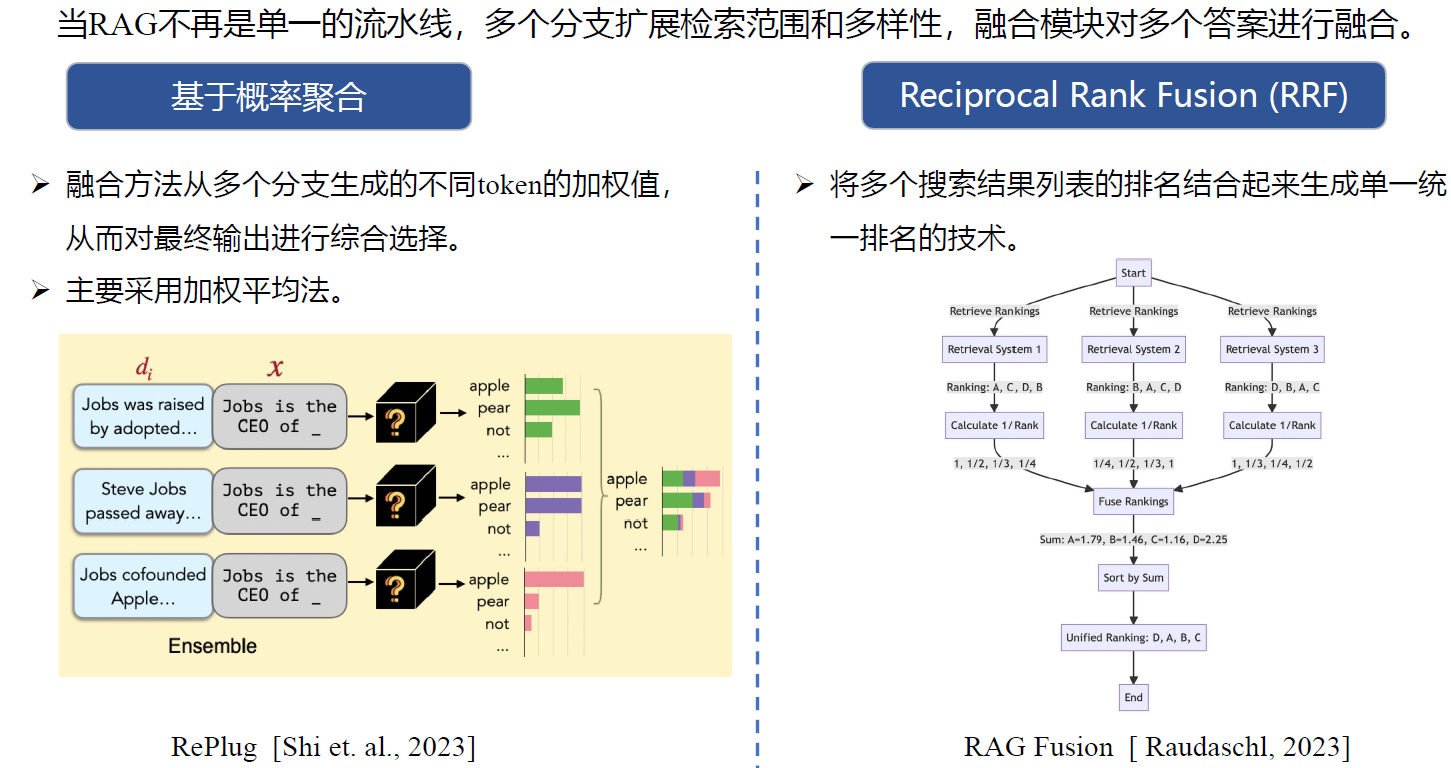 当RAG不再是单一的流水线，多个分支扩展检索范围和多样性，融合模块对多个答案进行融合。
基于概率聚合
➢ 融合方法从多个分支生成的不同token的加权值，
从而对最终输出进行综合选择。
➢ 主要采用加权平均法。
di
x
Jobs was raised
by adopted...
Jobs is the
CEO of _
?
apple
pear
not
...
Steve Jobs
passed away...
Jobs is the
CEO of _
?
apple
pear
not
...
Jobs cofounded
Apple...
Jobs is the
CEO of _
?
apple
pear
not
...
apple
pear
not
...
Ensemble
RePlug [Shi et. al., 2023]
Reciprocal Rank Fusion (RRF)
➢ 将多个搜索结果列表的排名结合起来生成单一统
一排名的技术。
Start
Retrieve Rankings
Retrieve Rankings
Retrieve Rankings
Retrieval System 1
Retrieval System 2
Retrieval System 3
Ranking: A, C, D, B
Ranking: B, A, C, D
Ranking: D, B, A, C
Calculate 1/Rank
Calculate 1/Rank
Calculate 1/Rank
1, 1/2, 1/3, 1/4
1/4, 1/2, 1/3, 1
1, 1/3, 1/4, 1/2
Fuse Rankings
Sum: A=1.79, B=1.46, C=1.16, D=2.25
Sort by Sum
Unified Ranking: D, A, B, C
End
RAG Fusion [ Raudaschl, 2023]